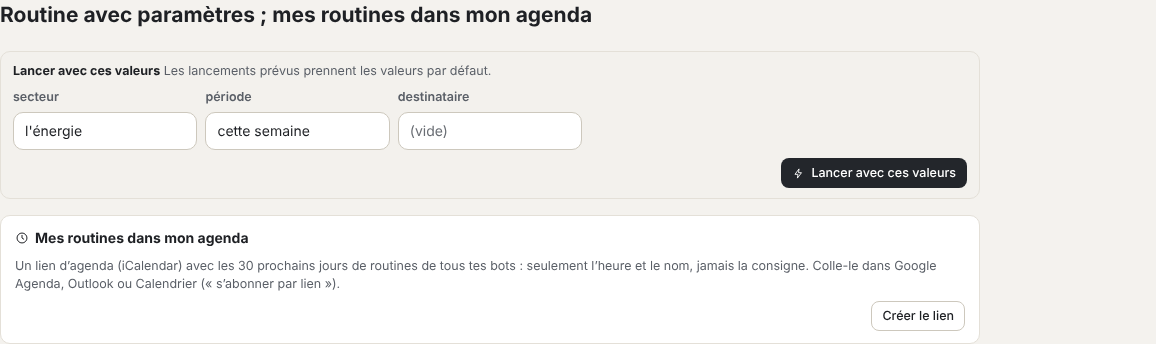 Routine avec paramètres ; mes routines dans mon agenda
Lancer avec ces valeurs Les lancements prévus prennent les valeurs par défaut.
secteur période destinataire
l'énergie cette semaine (vide)
Lancer avec ces valeurs
Mes routines dans mon agenda
Un lien d’agenda (iCalendar) avec les 30 prochains jours de routines de tous tes bots : seulement l’heure et le nom, jamais la consigne. Colle-le dans Google
Agenda, Outlook ou Calendrier (« s’abonner par lien »).
Créer le lien